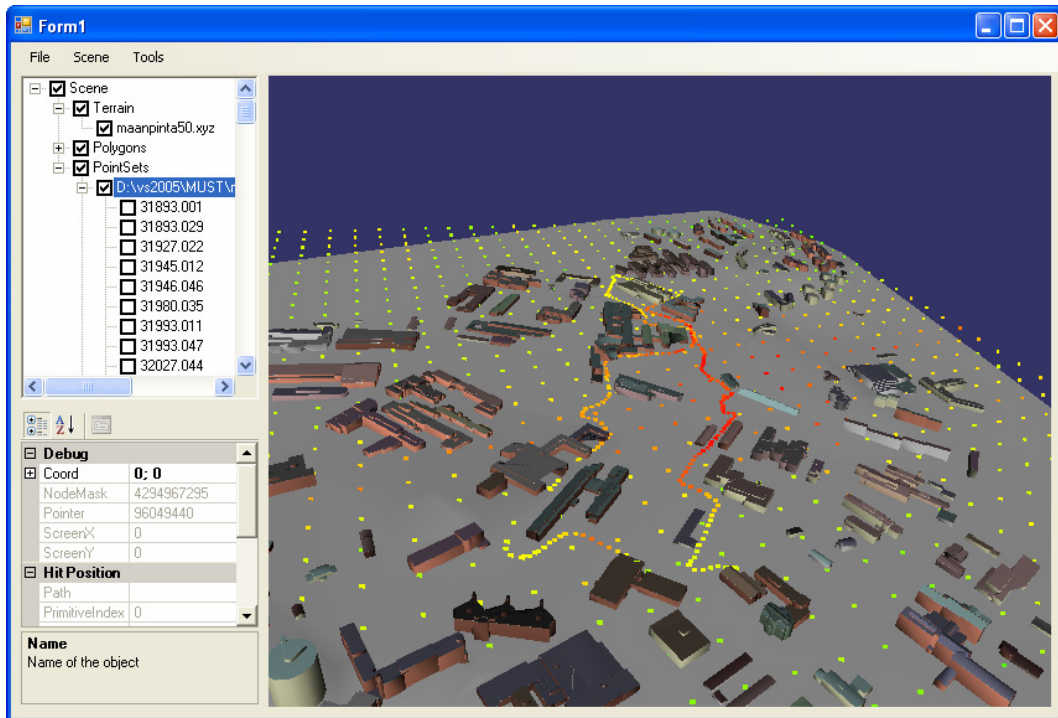 Form1
File Scene Tools
Scene
Terrain
maanpinta50.xyz
Polygons
PointSets
D:\vs2005\MUST\r
31893.001
31893.029
31927.022
31945.012
31946.046
31980.035
31993.011
31993.047
32027.044
Debug
Coord 0; 0
NodeMask 4294967295
Pointer 96049440
ScreenX 0
ScreenY 0
Hit Position
Path
PrimitiveIndex 0
Name
Name of the object